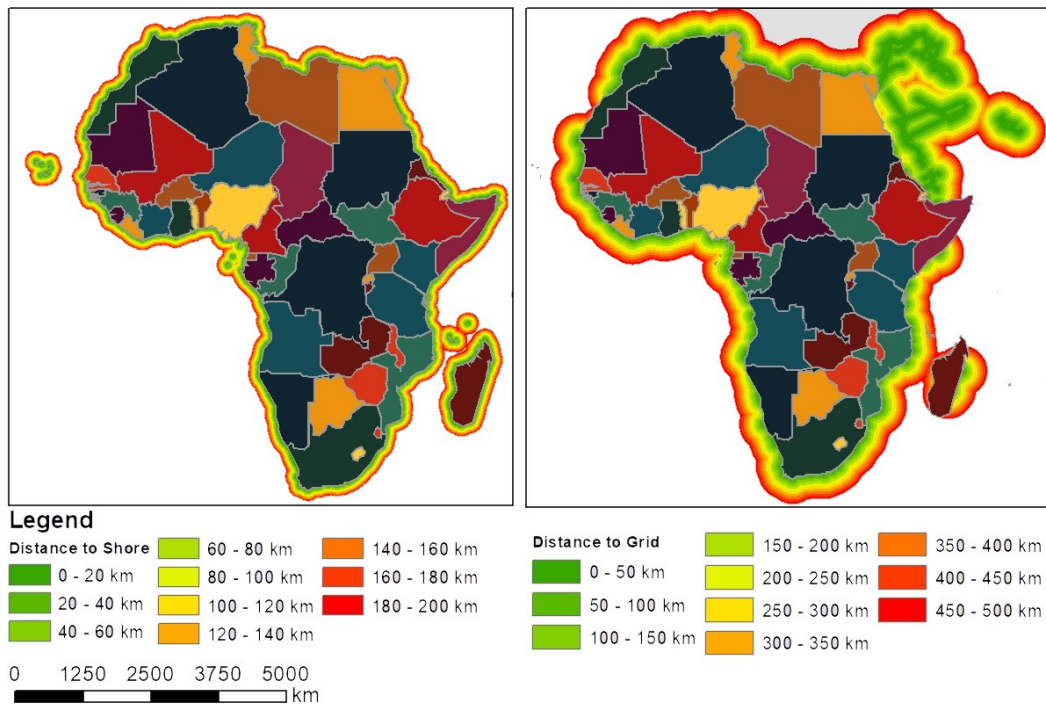 Legend
Distance to Shore
0 - 20 km
20 - 40 km
40 - 60 km
60 - 80 km
80 - 100 km
100 - 120 km
120 - 140 km
140 - 160 km
160 - 180 km
180 - 200 km
0 1250 2500 3750 5000
km
Distance to Grid
0 - 50 km
50 - 100 km
100 - 150 km
150 - 200 km
200 - 250 km
250 - 300 km
300 - 350 km
350 - 400 km
400 - 450 km
450 - 500 km